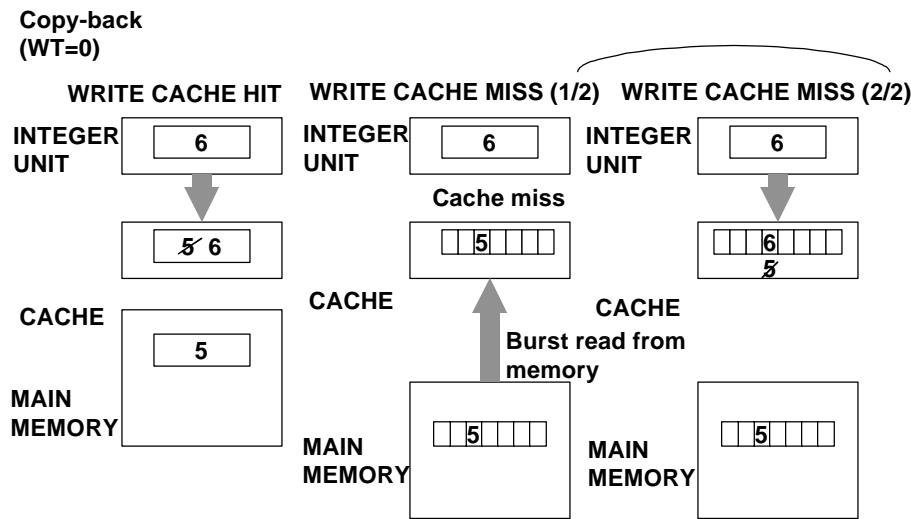 Copy-back
(WT=0)
WRITE CACHE HIT
INTEGER
UNIT
6
5 6
CACHE
5
MAIN
MEMORY
WRITE CACHE MISS (1/2)
INTEGER
UNIT
6
Cache miss
5
CACHE
Burst read from
memory
5
MAIN
MEMORY
WRITE CACHE MISS (2/2)
INTEGER
UNIT
6
6
5
CACHE
5
MAIN
MEMORY